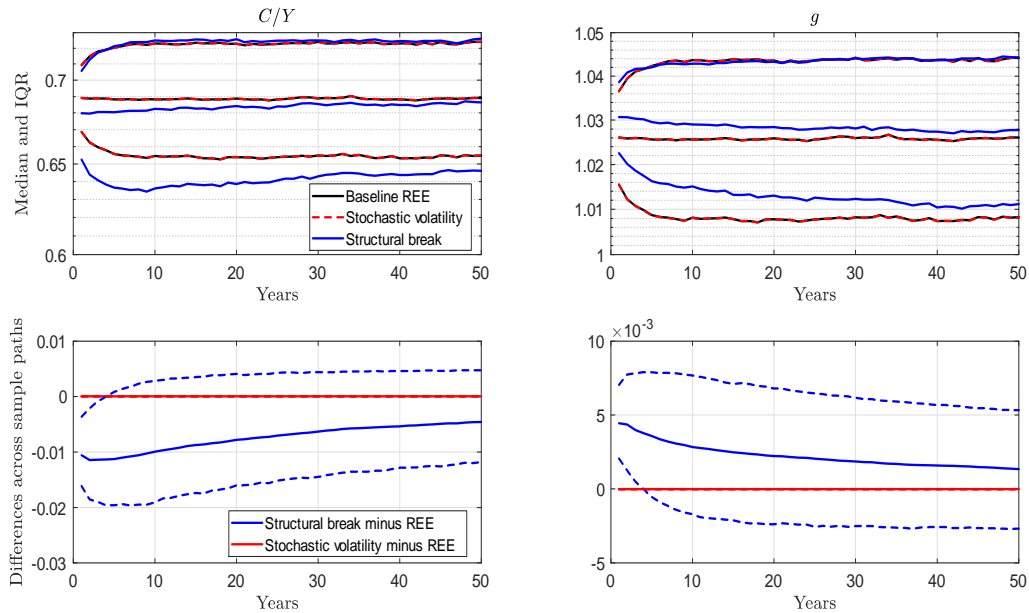 C/Y
Median and IQR
0.7
0.65
0.6
0 10 20 30 40 50
Years
Baseline REE
Stochastic volatility
Structural break
g
1.05
1.04
1.03
1.02
1.01
1
0 10 20 30 40 50
Years
Differences across sample paths
0.01
0
-0.01
-0.02
-0.03
0 10 20 30 40 50
Years
Structural break minus REE
Stochastic volatility minus REE
×10⁻³
10
5
0
-5
0 10 20 30 40 50
Years